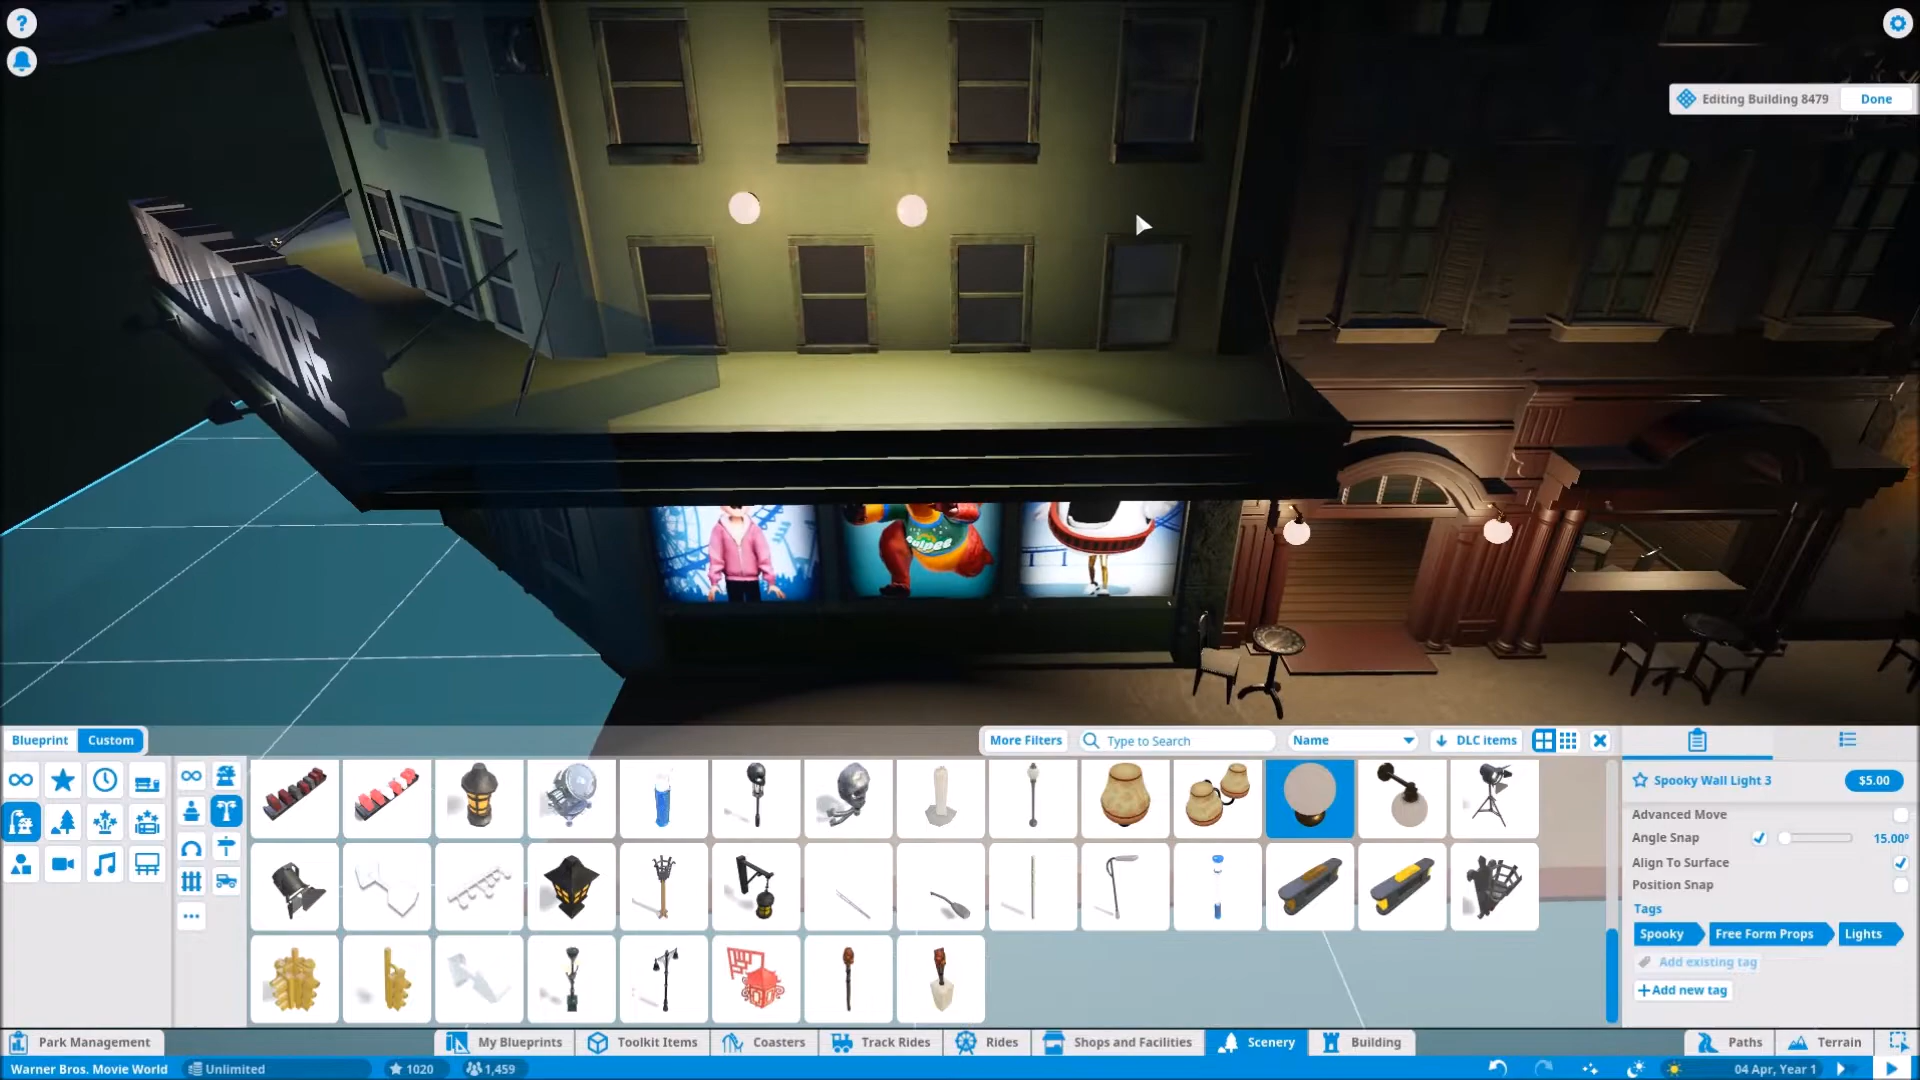 ?
Editing Building 8479
Done
THEATRE
Gulpee
Blueprint
Custom
More Filters
Type to Search
Name
DLC items
Spooky Wall Light 3
$5.00
Advanced Move
Angle Snap
15.00°
Align To Surface
Position Snap
Tags
Spooky
Free Form Props
Lights
Add existing tag
+Add new tag
Park Management
My Blueprints
Toolkit Items
Coasters
Track Rides
Rides
Shops and Facilities
Scenery
Building
Paths
Terrain
Warner Bros. Movie World
Unlimited
1020
1,459
04 Apr, Year 1